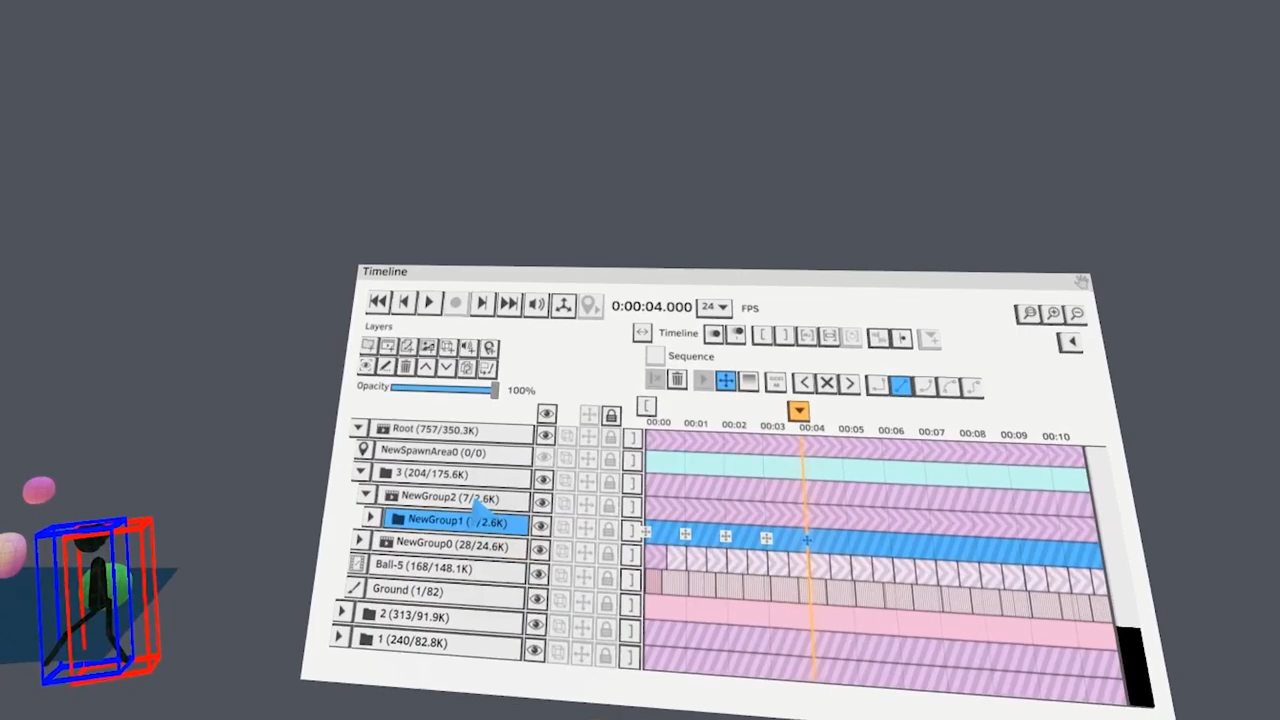 Timeline
0:00:04.000 24 FPS
Layers
Timeline
Sequence
Opacity 100%
00:00 00:01 00:02 00:03 00:04 00:05 00:06 00:07 00:08 00:09 00:10
Root (757/350.3K)
NewSpawnArea0 (0/0)
3 (204/175.6K)
NewGroup2 (7/2.6K)
NewGroup1 /2.6K)
NewGroup0 (28/24.6K)
Ball-5 (168/148.1K)
Ground (1/82)
2 (313/91.9K)
1 (240/82.8K)